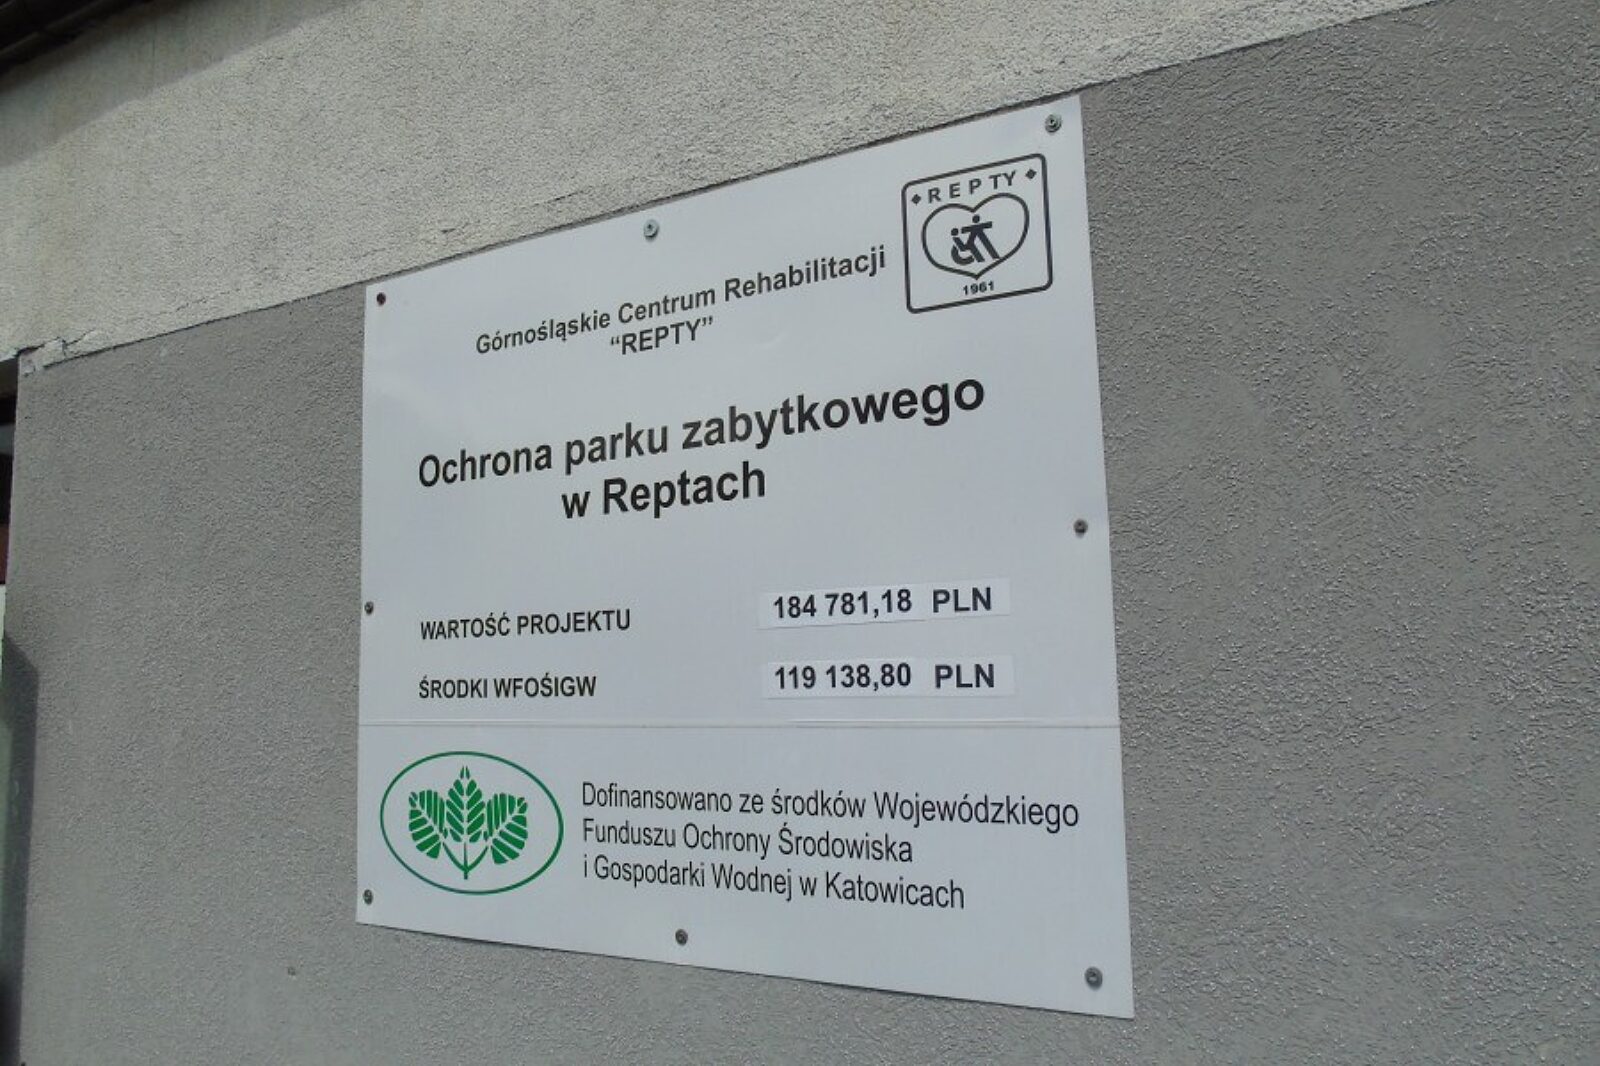 REPTY
1961
Górnośląskie Centrum Rehabilitacji
“REPTY”
Ochrona parku zabytkowego
w Reptach
WARTOŚĆ PROJEKTU 184 781,18 PLN
ŚRODKI WFOŚIGW 119 138,80 PLN
Dofinansowano ze środków Wojewódzkiego
Funduszu Ochrony Środowiska
i Gospodarki Wodnej w Katowicach